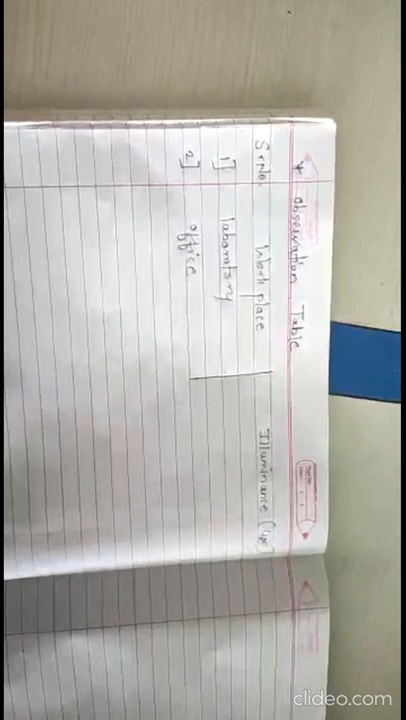 * Observation Table
Sr No. Work place Illuminance (lux)
1] laboratory
2] office
clideo.com